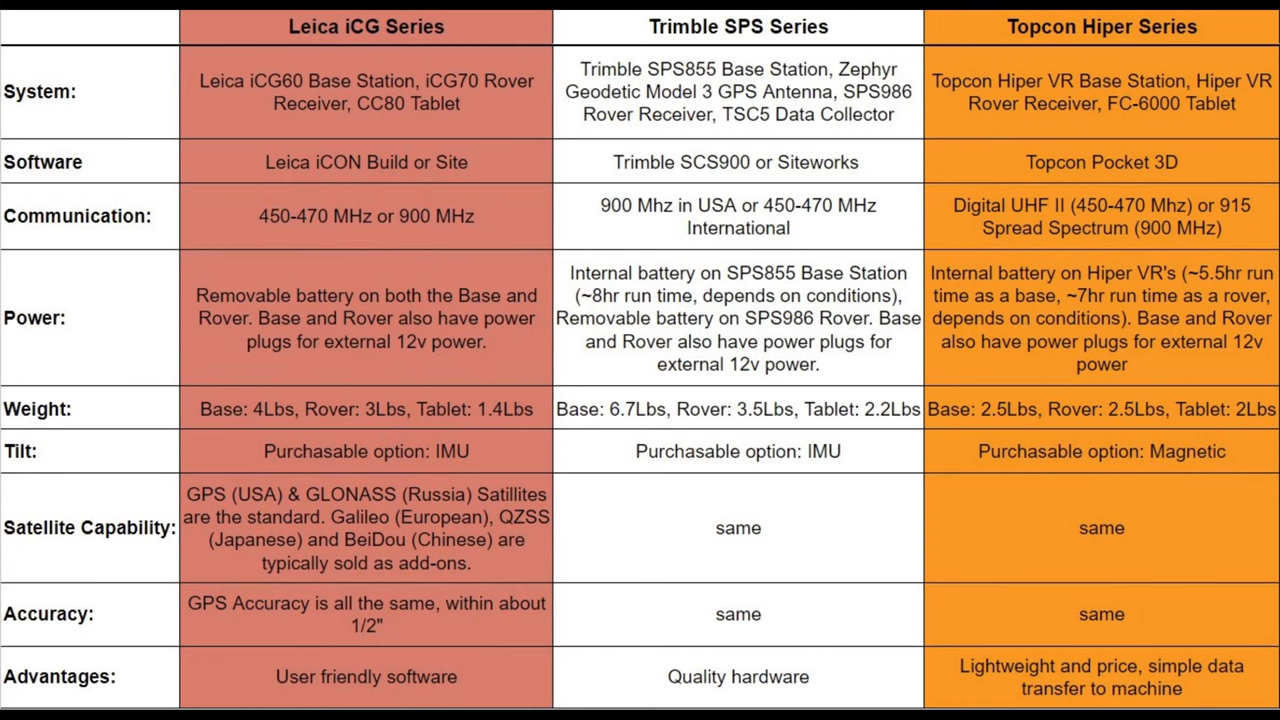 Leica iCG Series
Trimble SPS Series
Topcon Hiper Series
System:
Leica iCG60 Base Station, iCG70 Rover
Receiver, CC80 Tablet
Trimble SPS855 Base Station, Zephyr
Geodetic Model 3 GPS Antenna, SPS986
Rover Receiver, TSC5 Data Collector
Topcon Hiper VR Base Station, Hiper VR
Rover Receiver, FC-6000 Tablet
Software
Leica iCON Build or Site
Trimble SCS900 or Siteworks
Topcon Pocket 3D
Communication:
450-470 MHz or 900 MHz
900 Mhz in USA or 450-470 MHz
International
Digital UHF II (450-470 Mhz) or 915
Spread Spectrum (900 MHz)
Power:
Removable battery on both the Base and
Rover. Base and Rover also have power
plugs for external 12v power.
Internal battery on SPS855 Base Station
(~8hr run time, depends on conditions),
Removable battery on SPS986 Rover. Base
and Rover also have power plugs for
external 12v power.
Internal battery on Hiper VR's (~5.5hr run
time as a base, ~7hr run time as a rover,
depends on conditions). Base and Rover
also have power plugs for external 12v
power
Weight:
Base: 4Lbs, Rover: 3Lbs, Tablet: 1.4Lbs
Base: 6.7Lbs, Rover: 3.5Lbs, Tablet: 2.2Lbs
Base: 2.5Lbs, Rover: 2.5Lbs, Tablet: 2Lbs
Tilt:
Purchasable option: IMU
Purchasable option: IMU
Purchasable option: Magnetic
Satellite Capability:
GPS (USA) & GLONASS (Russia) Satillites
are the standard. Galileo (European), QZSS
(Japanese) and BeiDou (Chinese) are
typically sold as add-ons.
same
same
Accuracy:
GPS Accuracy is all the same, within about
1/2"
same
same
Advantages:
User friendly software
Quality hardware
Lightweight and price, simple data
transfer to machine